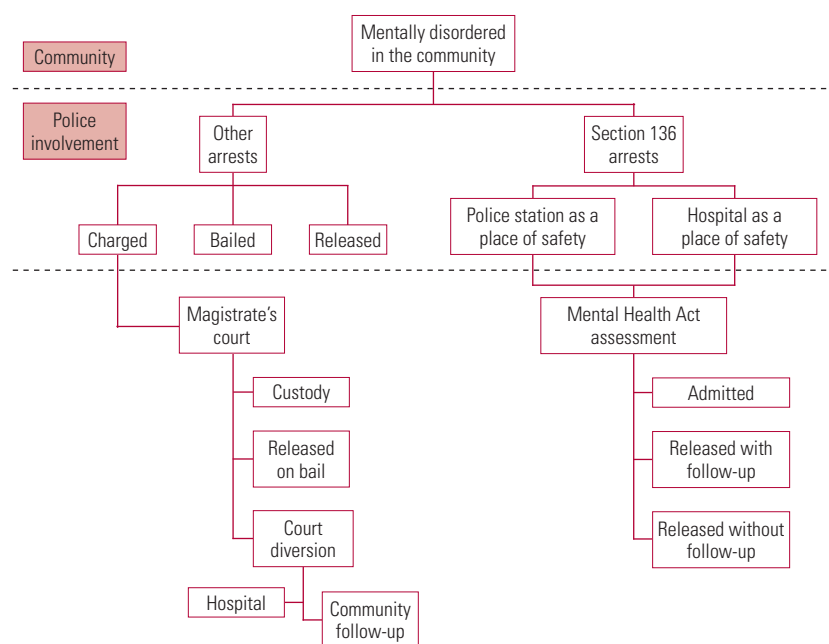 Mentally disordered
in the community
Community
Police
involvement
Other
arrests
Section 136
arrests
Charged
Bailed
Released
Police station as a
place of safety
Hospital as
a place of safety
Magistrate's
court
Mental Health Act
assessment
Custody
Admitted
Released
on bail
Released with
follow-up
Court
diversion
Released without
follow-up
Hospital
Community
follow-up